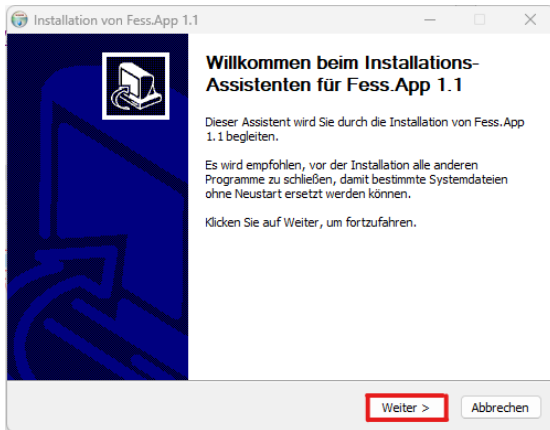 Installation von Fess.App 1.1
Willkommen beim Installations-
Assistenten für Fess.App 1.1
Dieser Assistent wird Sie durch die Installation von Fess.App
1.1 begleiten.
Es wird empfohlen, vor der Installation alle anderen
Programme zu schließen, damit bestimmte Systemdateien
ohne Neustart ersetzt werden können.
Klicken Sie auf Weiter, um fortzufahren.
Weiter >
Abbrechen